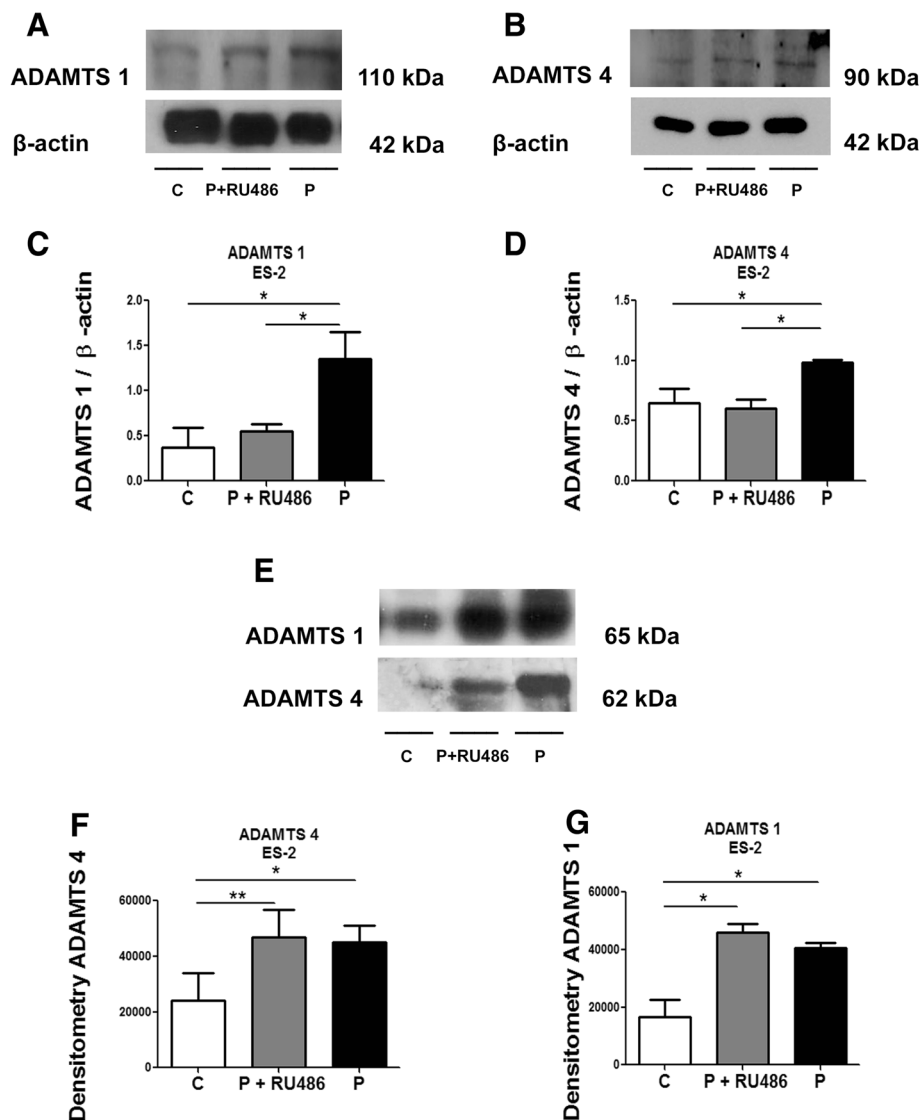 A
ADAMTS 1
110 kDa
β-actin
42 kDa
C P+RU486 P
B
ADAMTS 4
90 kDa
β-actin
42 kDa
C P+RU486 P
C
ADAMTS 1
ES-2
ADAMTS 1 / β -actin
2.0
*
*
1.5
1.0
0.5
0.0
C P + RU486 P
D
ADAMTS 4
ES-2
ADAMTS 4 / β -actin
1.5
*
*
1.0
0.5
0.0
C P + RU486 P
E
ADAMTS 1
65 kDa
ADAMTS 4
62 kDa
C P+RU486 P
F
ADAMTS 4
ES-2
Densitometry ADAMTS 4
*
**
60000
40000
20000
0
C P + RU486 P
G
ADAMTS 1
ES-2
Densitometry ADAMTS 1
*
*
60000
40000
20000
0
C P + RU486 P